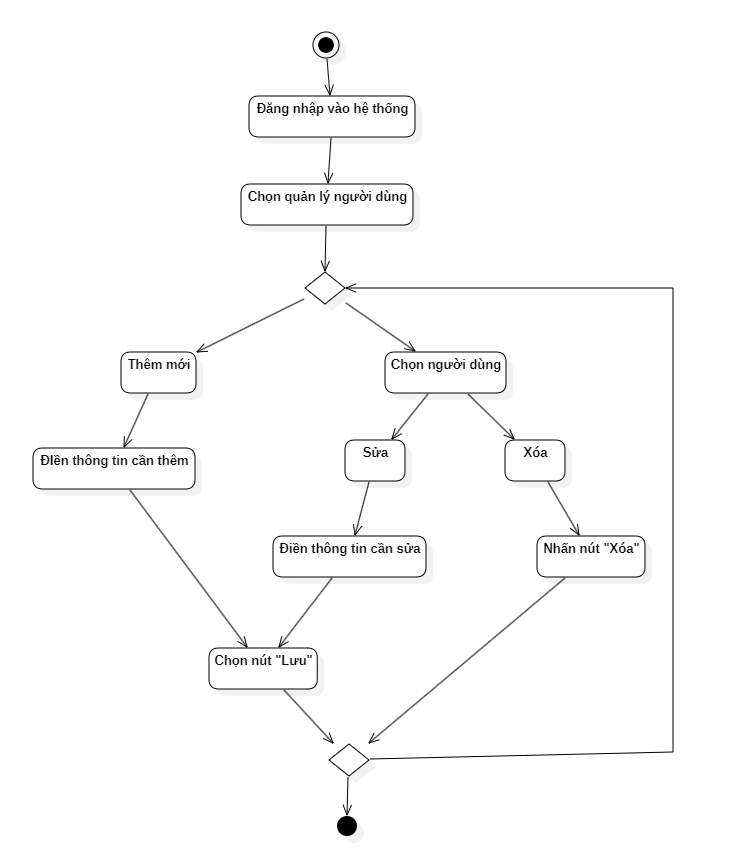 Đăng nhập vào hệ thống
Chọn quản lý người dùng
Thêm mới
Chọn người dùng
ĐIền thông tin cần thêm
Sửa
Xóa
Điền thông tin cần sửa
Nhấn nút "Xóa"
Chọn nút "Lưu"